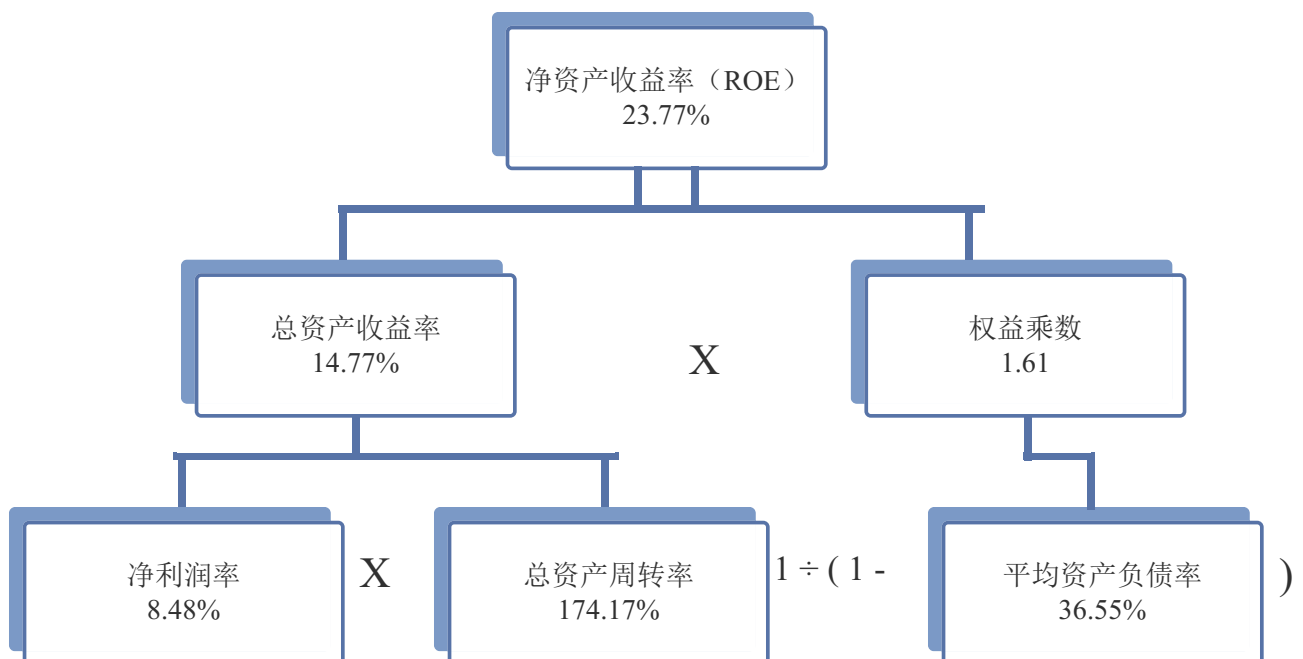 净资产收益率（ROE）
23.77%
总资产收益率
14.77%
X
权益乘数
1.61
净利润率
8.48%
X
总资产周转率
174.17%
1 ÷ ( 1 -
平均资产负债率
36.55%
)